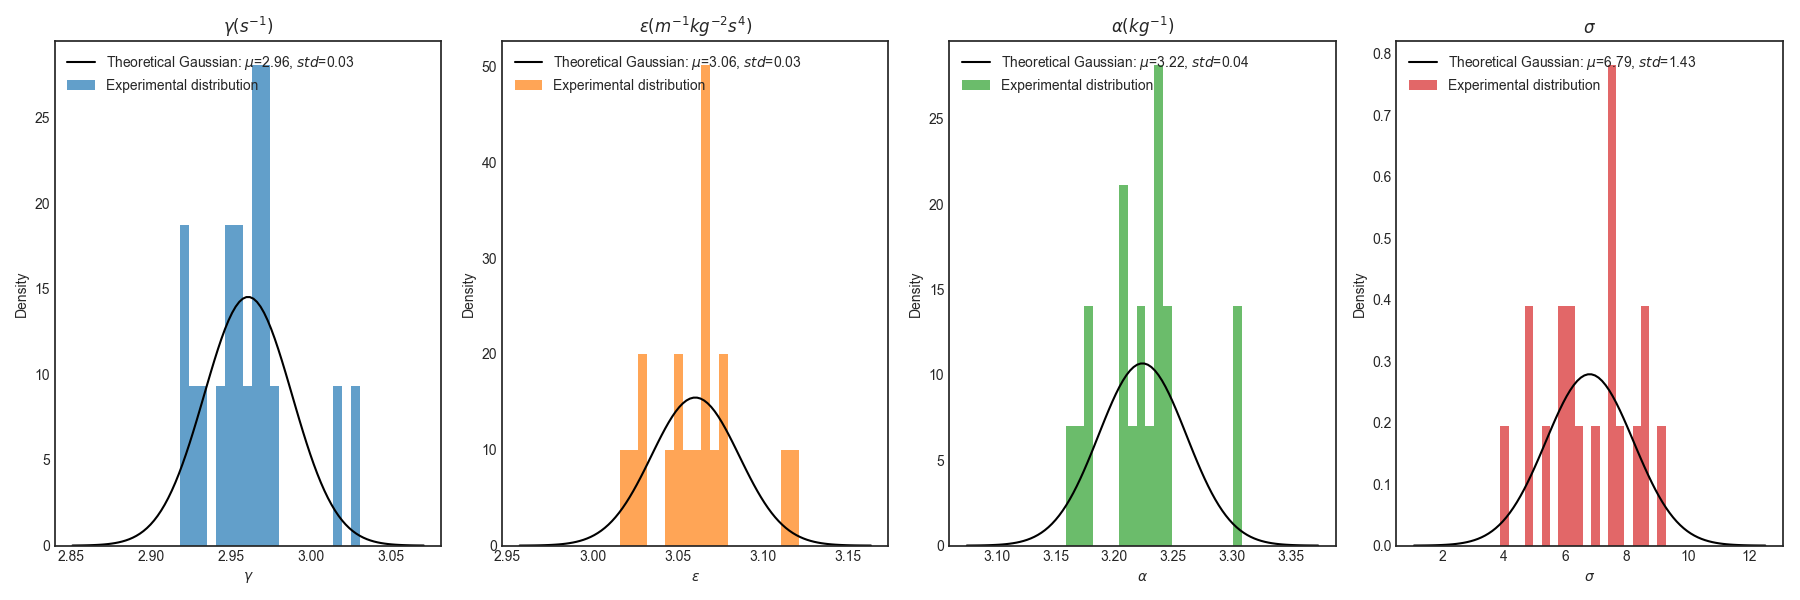 γ(s⁻¹)
Theoretical Gaussian: μ=2.96, std=0.03
Experimental distribution
Density
25
20
15
10
5
0
2.85 2.90 2.95 3.00 3.05
γ
ε(m⁻¹kg⁻²s⁴)
Theoretical Gaussian: μ=3.06, std=0.03
Experimental distribution
Density
50
40
30
20
10
0
2.95 3.00 3.05 3.10 3.15
ε
α(kg⁻¹)
Theoretical Gaussian: μ=3.22, std=0.04
Experimental distribution
Density
25
20
15
10
5
0
3.10 3.15 3.20 3.25 3.30 3.35
α
σ
Theoretical Gaussian: μ=6.79, std=1.43
Experimental distribution
Density
0.8
0.7
0.6
0.5
0.4
0.3
0.2
0.1
0.0
2 4 6 8 10 12
σ